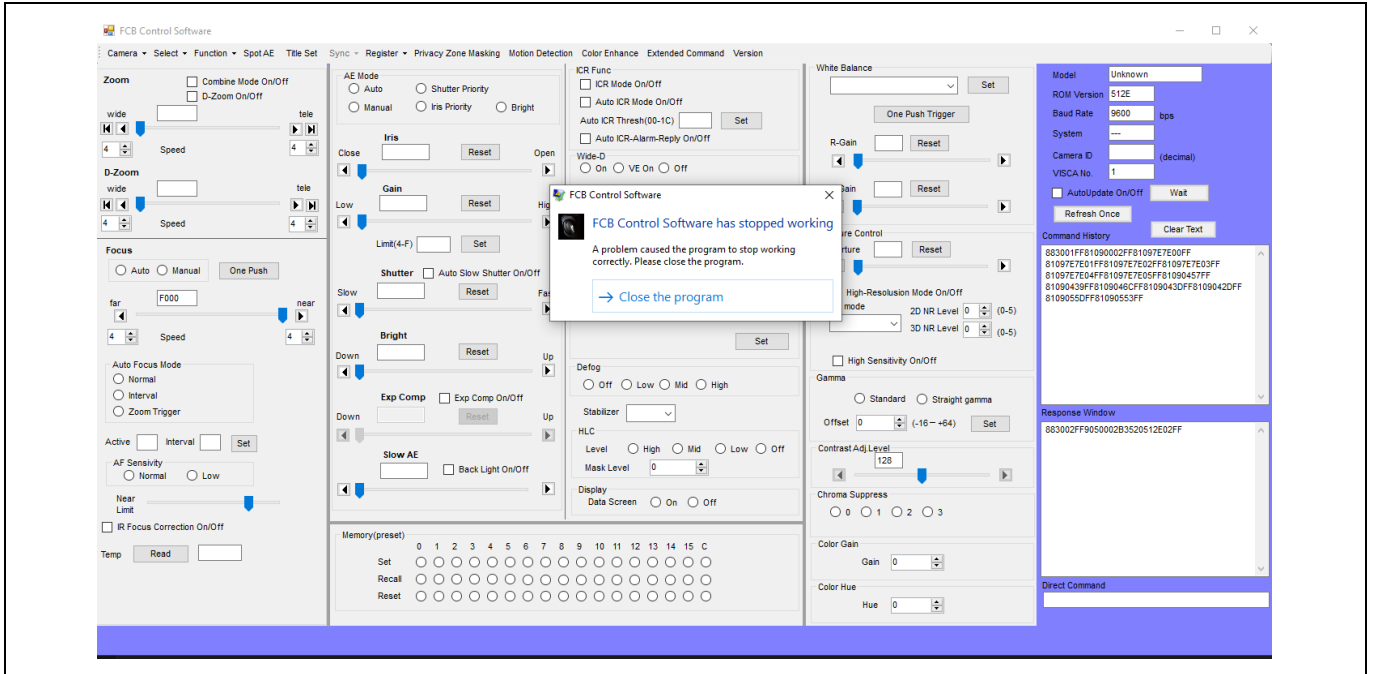 FCB Control Software
Camera Select Function Spot AE Title Set Sync Register Privacy Zone Masking Motion Detection Color Enhance Extended Command Version
Zoom
Combine Mode On/Off
D-Zoom On/Off
wide tele
4 Speed 4
D-Zoom
wide tele
4 Speed 4
Focus
Auto Manual One Push
far F000 near
4 Speed 4
Auto Focus Mode
Normal
Interval
Zoom Trigger
Active Interval Set
AF Sensivity
Normal Low
Near
Limit
IR Focus Correction On/Off
Temp Read
AE Mode
Auto Shutter Priority
Manual Iris Priority Bright
Iris
Close Reset Open
Gain
Low Reset Hig
Limit(4-F) Set
Shutter Auto Slow Shutter On/Off
Slow Reset Fa
Bright
Down Reset Up
Exp Comp Exp Comp On/Off
Down Reset Up
Slow AE
Back Light On/Off
Memory(preset)
0 1 2 3 4 5 6 7 8 9 10 11 12 13 14 15 C
Set
Recall
Reset
ICR Func
ICR Mode On/Off
Auto ICR Mode On/Off
Auto ICR Thresh(00-1C) Set
Auto ICR-Alarm-Reply On/Off
Wide-D
On VE On Off
FCB Control Software
FCB Control Software has stopped working
A problem caused the program to stop working
correctly. Please close the program.
→ Close the program
Set
Defog
Off Low Mid High
Stabilizer
HLC
Level High Mid Low Off
Mask Level 0
Display
Data Screen On Off
White Balance
Set
One Push Trigger
R-Gain Reset
ain Reset
ure Control
rture Reset
High-Resolusion Mode On/Off
mode
2D NR Level 0 (0-5)
3D NR Level 0 (0-5)
High Sensitivity On/Off
Gamma
Standard Straight gamma
Offset 0 (-16－+64) Set
Contrast Adj.Level
128
Chroma Suppress
0 1 2 3
Color Gain
Gain 0
Color Hue
Hue 0
Model Unknown
ROM Version 512E
Baud Rate 9600 bps
System ---
Camera ID (decimal)
VISCA No. 1
AutoUpdate On/Off Wait
Refresh Once
Clear Text
Command History
883001FF81090002FF81097E7E00FF
81097E7E01FF81097E7E02FF81097E7E03FF
81097E7E04FF81097E7E05FF81090457FF
81090439FF8109046CFF8109043DFF8109042DFF
8109055DFF81090553FF
Response Window
883002FF9050002B3520512E02FF
Direct Command